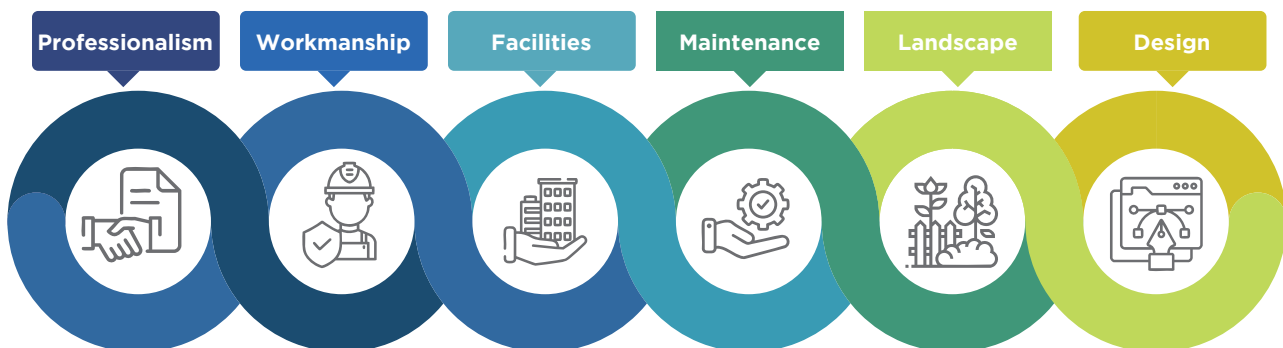 Professionalism
Workmanship
Facilities
Maintenance
Landscape
Design